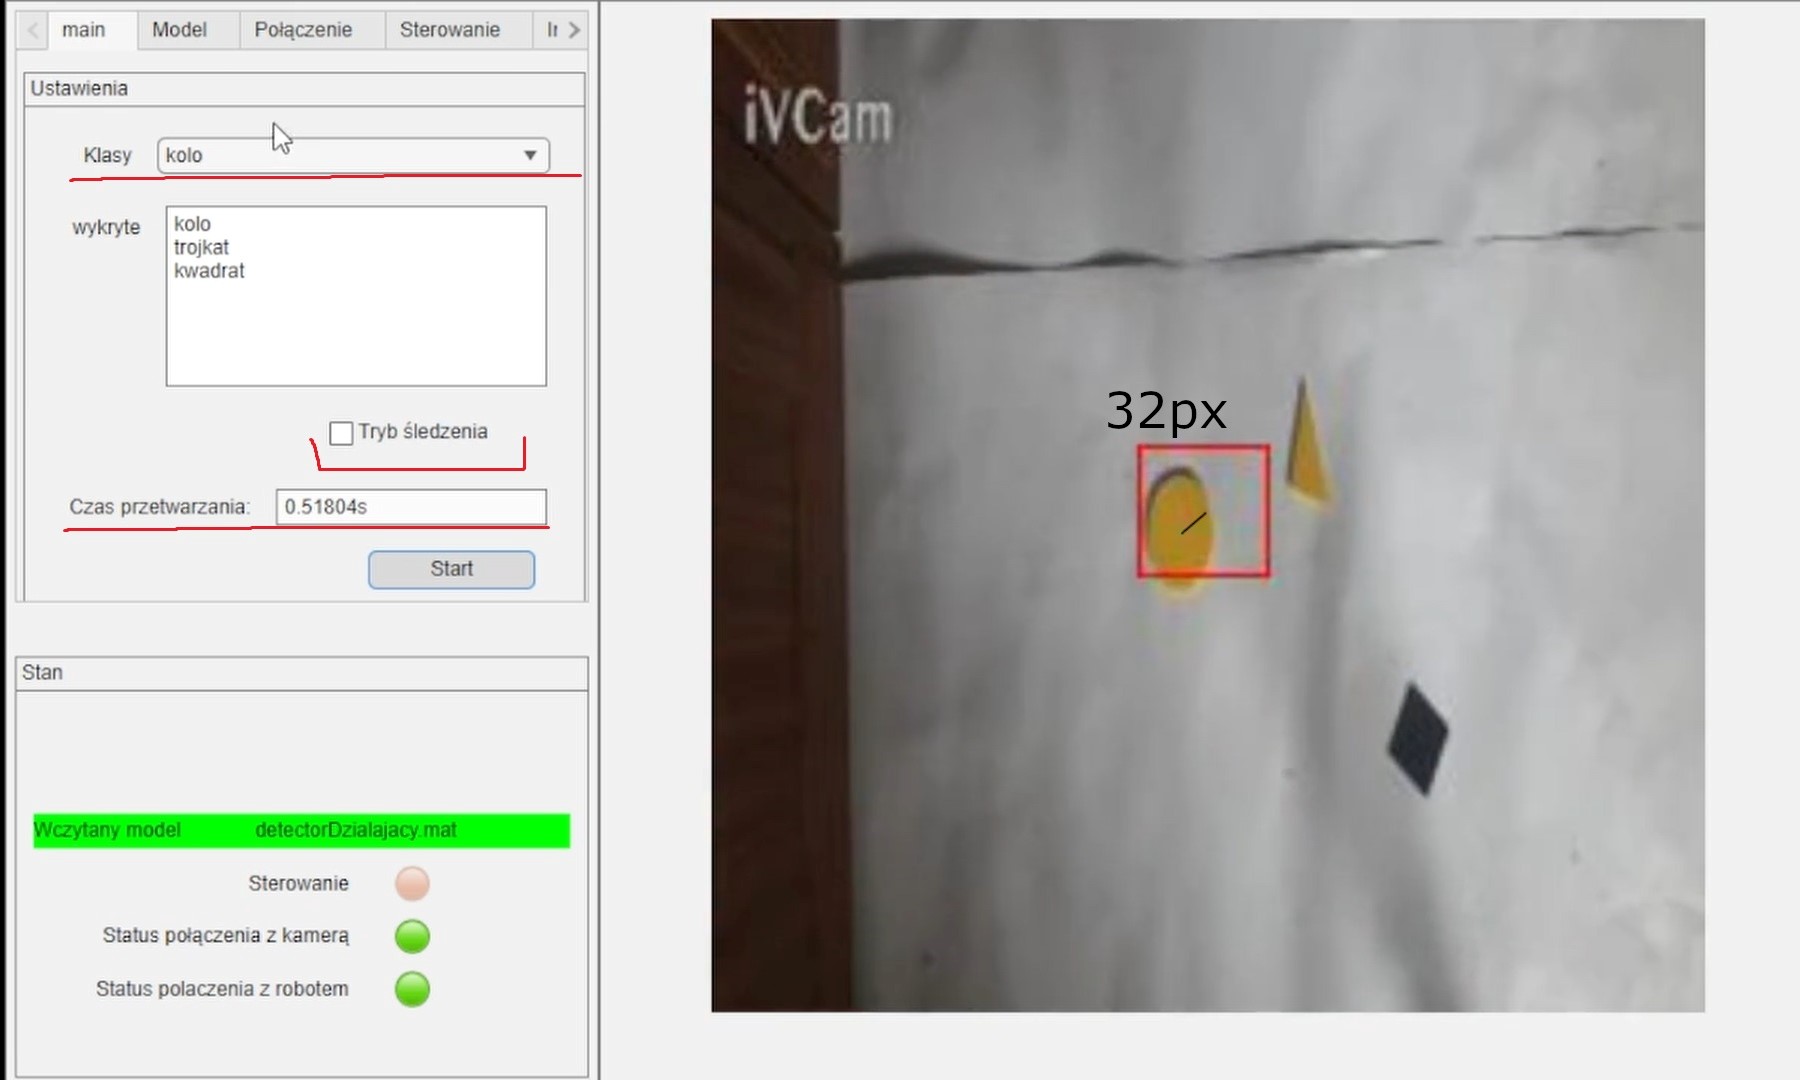 main Model Połączenie Sterowanie
Ustawienia
Klasy kolo
wykryte
kolo
trojkat
kwadrat
Tryb śledzenia
Czas przetwarzania: 0.51804s
Start
Stan
Wczytany model detectorDzialajacy.mat
Sterowanie
Status połączenia z kamerą
Status polaczenia z robotem
iVCam
32px